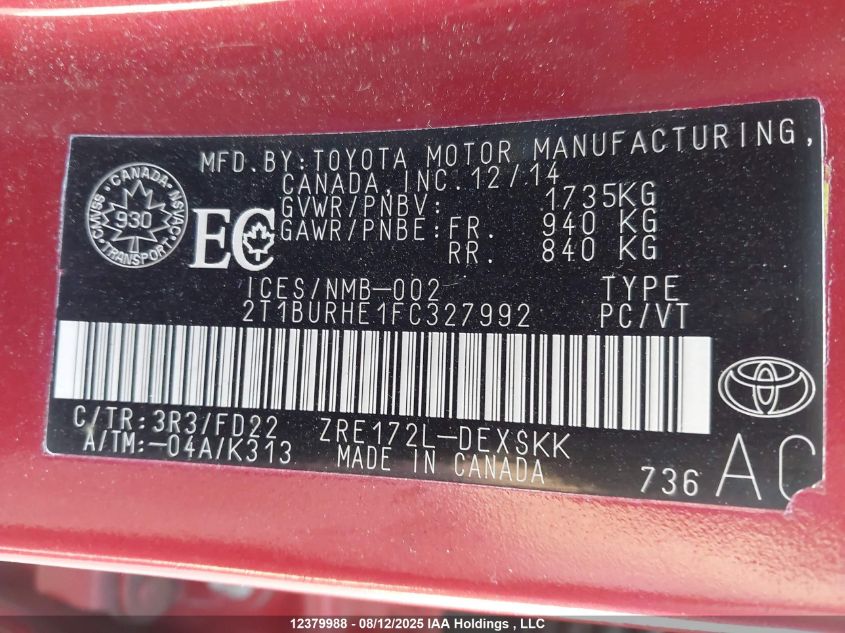 MFD.BY:TOYOTA MOTOR MANUFACTURING,
CANADA,INC.12/14
GVWR/PNBV: 1735KG
GAWR/PNBE:FR. 940 KG
RR. 840 KG
CANADA
CMVSS NSVAC
930
TRANSPORT
EC
ICES/NMB-002 TYPE
2T1BURHE1FC327992 PC/VT
C/TR:3R3/FD22 ZRE172L-DEXSKK
A/TM:-04A/K313 MADE IN CANADA
736 AC
12379988 - 08/12/2025 IAA Holdings , LLC/